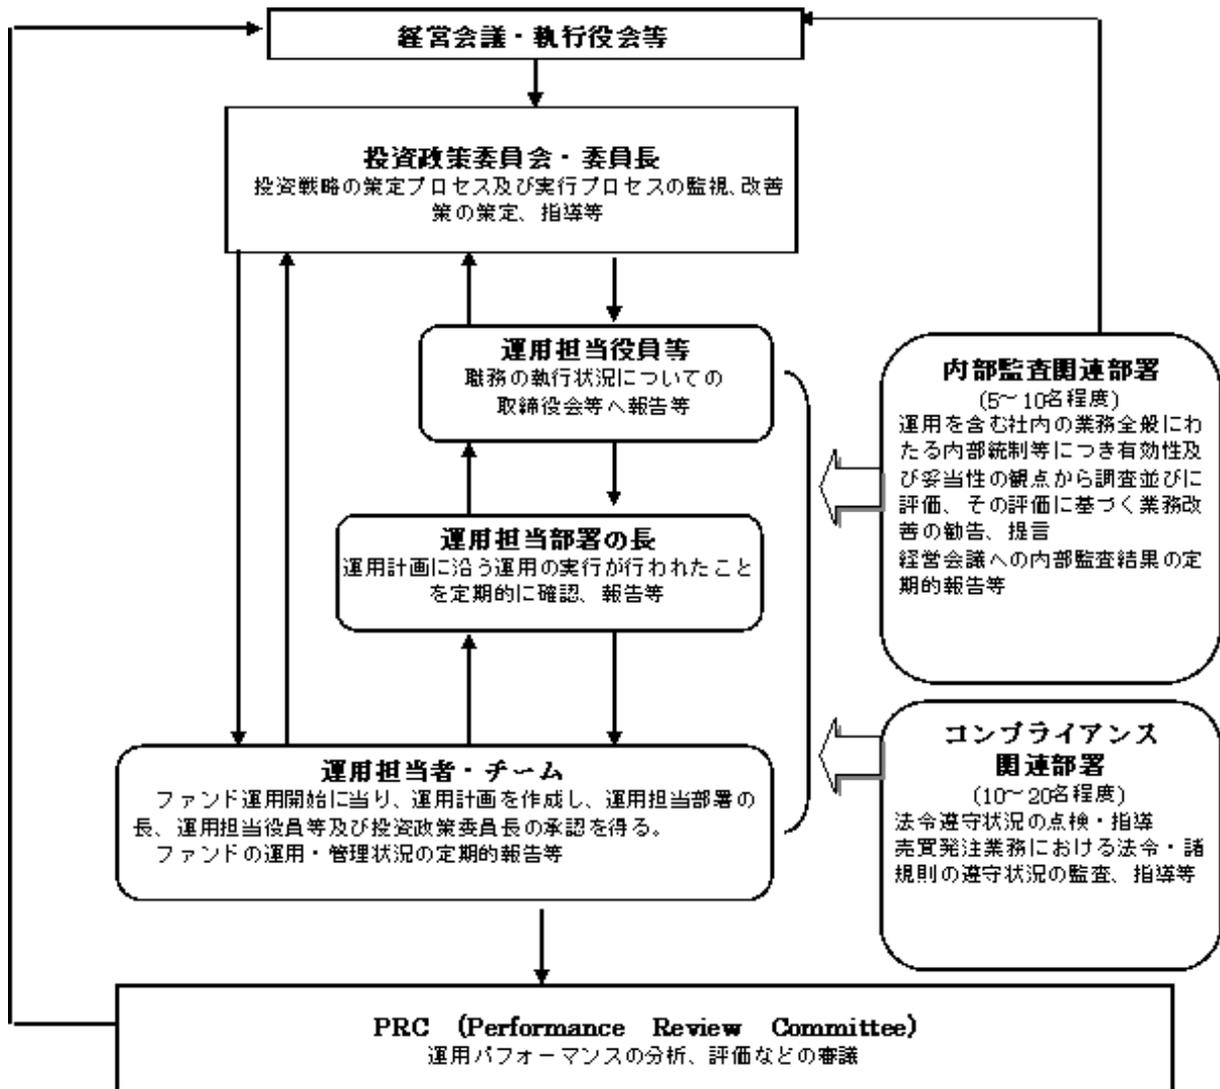 経営会議・執行役会等
投資政策委員会・委員長
投資戦略の策定プロセス及び実行プロセスの監視、改善
策の策定、指導等
運用担当役員等
職務の執行状況についての
取締役会等へ報告等
運用担当部署の長
運用計画に沿う運用の実行が行われたこと
を定期的に確認、報告等
運用担当者・チーム
ファンド運用開始に当り、運用計画を作成し、運用担当部署の
長、運用担当役員等及び投資政策委員長の承認を得る。
ファンドの運用・管理状況の定期的報告等
内部監査関連部署
(5～10名程度)
運用を含む社内の業務全般にわ
たる内部統制等につき有効性及
び妥当性の観点から調査並びに
評価、その評価に基づく業務改
善の勧告、提言
経営会議への内部監査結果の定
期的報告等
コンプライアンス
関連部署
(10～20名程度)
法令遵守状況の点検・指導
売買発注業務における法令・諸
規則の遵守状況の監査、指導等
PRC (Performance Review Committee)
運用パフォーマンスの分析、評価などの審議